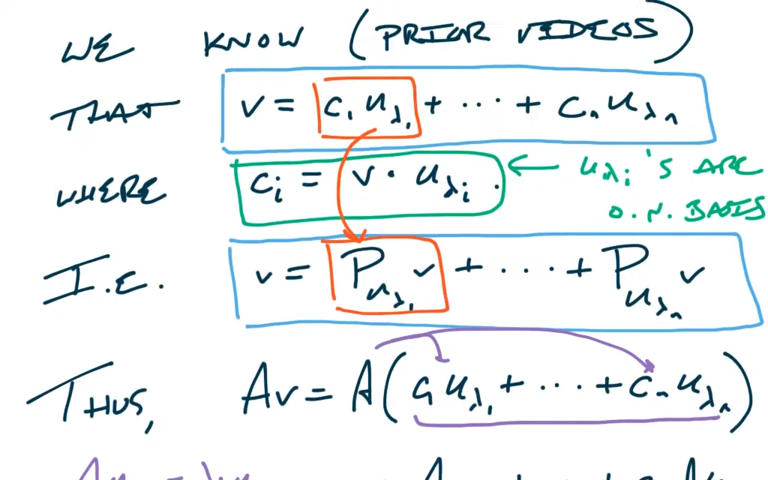 WE KNOW (PRIOR VIDEOS)
THAT v = c₁u_λ₁ + ··· + cₙu_λₙ
WHERE cᵢ = v · u_λᵢ. ← u_λᵢ's ARE
O.N. BASIS
I.e. v = P_u_λ₁ v + ··· + P_u_λₙ v
THUS, Av = A(c₁u_λ₁ + ··· + cₙu_λₙ)